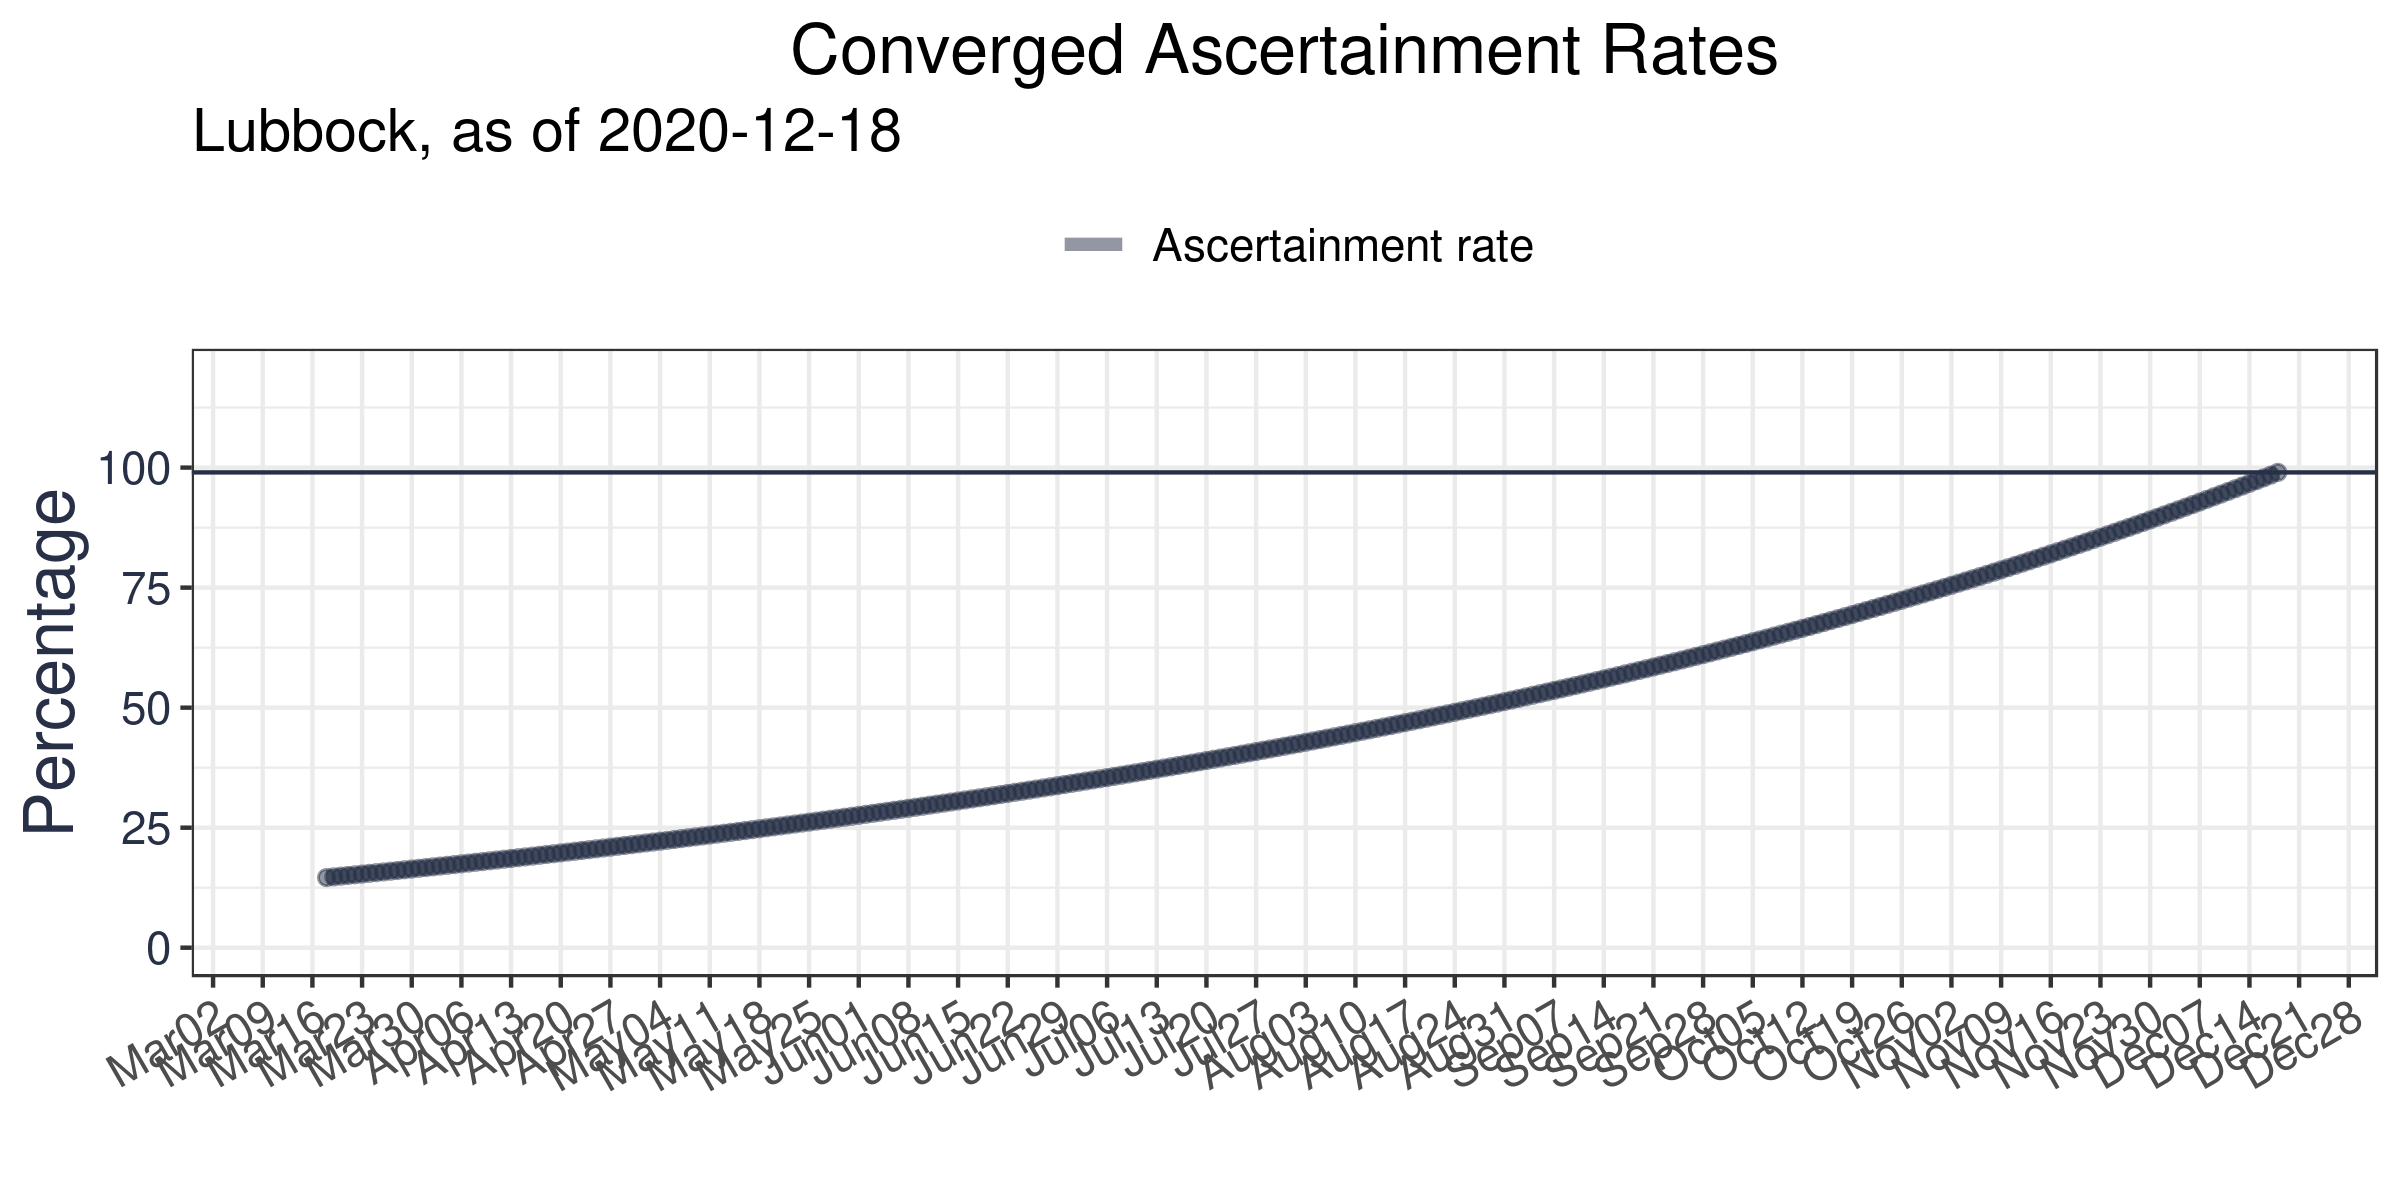 Converged Ascertainment Rates
Lubbock, as of 2020-12-18
Ascertainment rate
Percentage
100
75
50
25
0
Mar02
Mar09
Mar16
Mar23
Mar30
Apr06
Apr13
Apr20
Apr27
May04
May11
May18
May25
Jun01
Jun08
Jun15
Jun22
Jun29
Jul06
Jul13
Jul20
Jul27
Aug03
Aug10
Aug17
Aug24
Aug31
Sep07
Sep14
Sep21
Sep28
Oct05
Oct12
Oct19
Oct26
Nov02
Nov09
Nov16
Nov23
Nov30
Dec07
Dec14
Dec21
Dec28